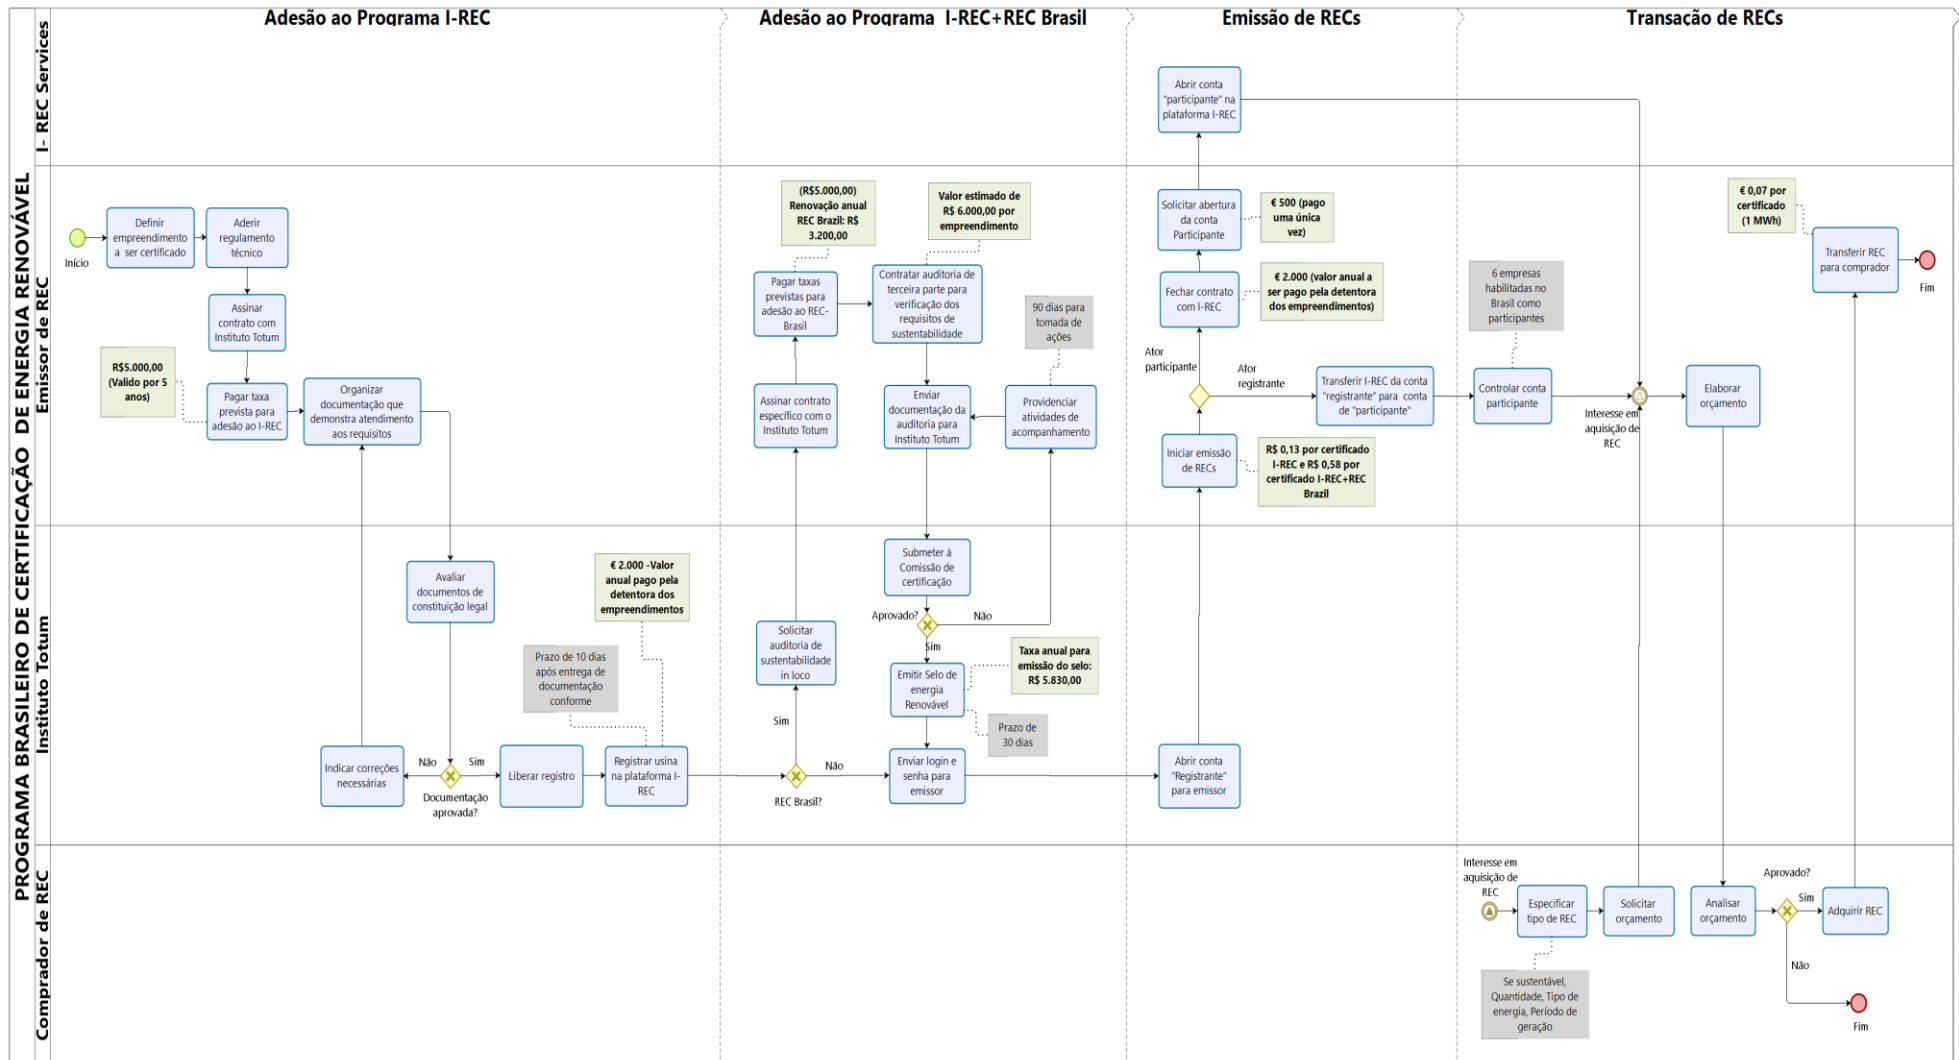 Adesão ao Programa I-REC
Adesão ao Programa I-REC+REC Brasil
Emissão de RECs
Transação de RECs
PROGRAMA BRASILEIRO DE CERTIFICAÇÃO DE ENERGIA RENOVÁVEL
I- REC Services
Abrir conta
"participante" na
plataforma I-REC
Emissor de REC
Início
Definir
empreendimento
a ser certificado
Aderir
regulamento
técnico
Assinar
contrato com
Instituto Totum
R$5.000,00
(Valido por 5
anos)
Pagar taxa
prevista para
adesão ao I-REC
Organizar
documentação que
demonstra atendimento
aos requisitos
(R$5.000,00)
Renovação anual
REC Brazil: R$
3.200,00
Valor estimado de
R$ 6.000,00 por
empreendimento
Pagar taxas
previstas para
adesão ao REC-
Brasil
Contratar auditoria de
terceira parte para
verificação dos
requisitos de
sustentabilidade
90 dias para
tomada de
ações
Assinar contrato
específico com o
Instituto Totum
Enviar
documentação da
auditoria para
Instituto Totum
Providenciar
atividades de
acompanhamento
Solicitar abertura
da conta
Participante
€ 500 (pago
uma única
vez)
Fechar contrato
com I-REC
€ 2.000 (valor anual a
ser pago pela detentora
dos empreendimentos)
Ator
participante
Ator
registrante
Transferir I-REC da conta
"registrante" para conta
de "participante"
Iniciar emissão
de RECs
R$ 0,13 por certificado
I-REC e R$ 0,58 por
certificado I-REC+REC
Brazil
6 empresas
habilitadas no
Brasil como
participantes
Controlar conta
participante
Interesse em
aquisição de
REC
Elaborar
orçamento
€ 0,07 por
certificado
(1 MWh)
Transferir REC
para comprador
Fim
Instituto Totum
Avaliar
documentos de
constituição legal
€ 2.000 -Valor
anual pago pela
detentora dos
empreendimentos
Prazo de 10 dias
após entrega de
documentação
conforme
Indicar correções
necessárias
Não
Sim
Documentação
aprovada?
Liberar registro
Registrar usina
na plataforma I-
REC
Solicitar
auditoria de
sustentabilidade
in loco
Sim
REC Brasil?
Não
Submeter à
Comissão de
certificação
Aprovado?
Não
Sim
Emitir Selo de
energia
Renovável
Taxa anual para
emissão do selo:
R$ 5.830,00
Prazo de
30 dias
Enviar login e
senha para
emissor
Abrir conta
"Registrante"
para emissor
Comprador de REC
Interesse em
aquisição de
REC
Especificar
tipo de REC
Solicitar
orçamento
Se sustentável,
Quantidade, Tipo de
energia, Período de
geração
Analisar
orçamento
Aprovado?
Sim
Não
Adquirir REC
Fim